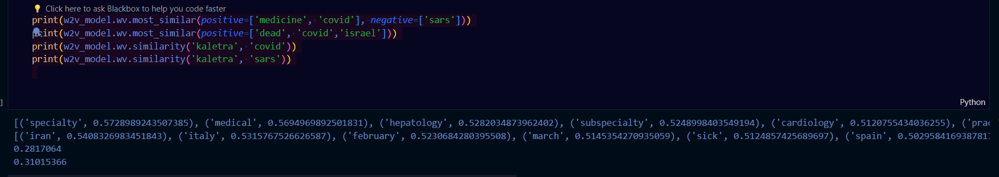 Click here to ask Blackbox to help you code faster
print(w2v_model.wv.most_similar(positive=['medicine', 'covid'], negative=['sars']))
print(w2v_model.wv.most_similar(positive=['dead', 'covid','israel']))
print(w2v_model.wv.similarity('kaletra', 'covid'))
print(w2v_model.wv.similarity('kaletra', 'sars'))
]
Python
[('specialty', 0.5728989243507385), ('medical', 0.5694969892501831), ('hepatology', 0.5282034873962402), ('subspecialty', 0.5248998403549194), ('cardiology', 0.5120755434036255), ('prac
[('iran', 0.5408326983451843), ('italy', 0.5315767526626587), ('february', 0.5230684280395508), ('march', 0.5145354270935059), ('sick', 0.5124857425689697), ('spain', 0.5029584169387817
0.2817064
0.31015366